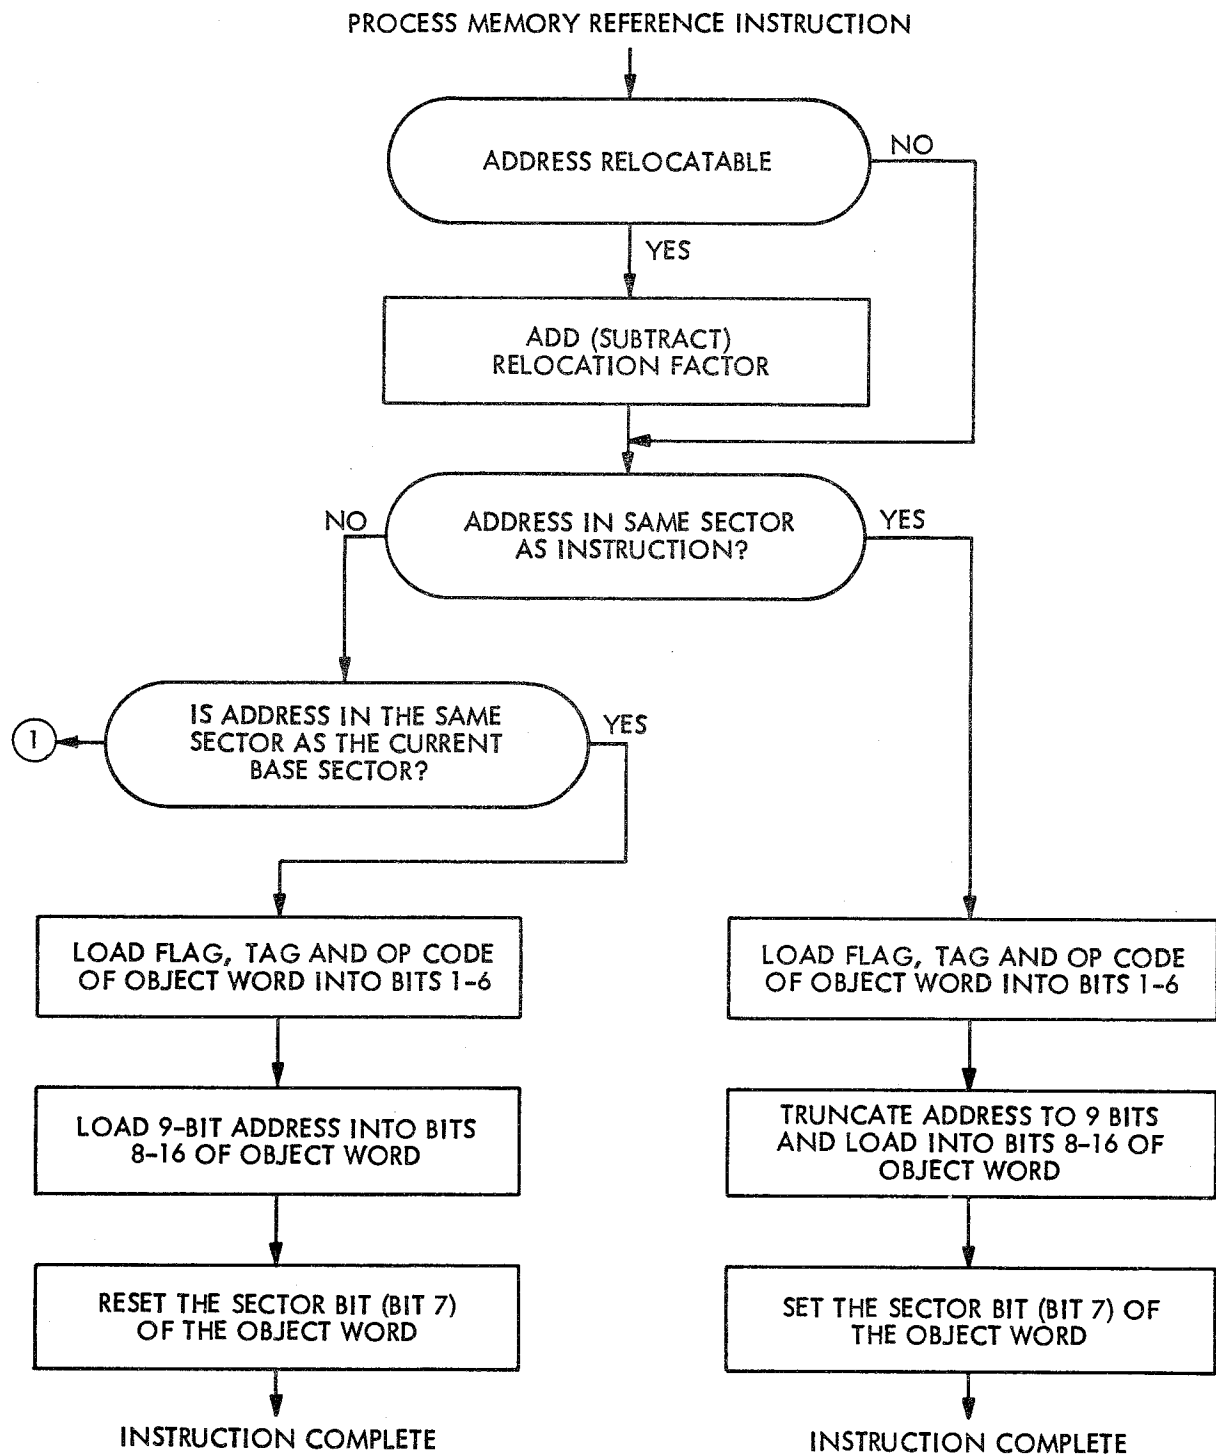 PROCESS MEMORY REFERENCE INSTRUCTION
ADDRESS RELOCATABLE
NO
YES
ADD (SUBTRACT)
RELOCATION FACTOR
NO
ADDRESS IN SAME SECTOR
AS INSTRUCTION?
YES
1
IS ADDRESS IN THE SAME
SECTOR AS THE CURRENT
BASE SECTOR?
YES
LOAD FLAG, TAG AND OP CODE
OF OBJECT WORD INTO BITS 1-6
LOAD FLAG, TAG AND OP CODE
OF OBJECT WORD INTO BITS 1-6
LOAD 9-BIT ADDRESS INTO BITS
8-16 OF OBJECT WORD
TRUNCATE ADDRESS TO 9 BITS
AND LOAD INTO BITS 8-16 OF
OBJECT WORD
RESET THE SECTOR BIT (BIT 7)
OF THE OBJECT WORD
SET THE SECTOR BIT (BIT 7) OF
THE OBJECT WORD
INSTRUCTION COMPLETE
INSTRUCTION COMPLETE